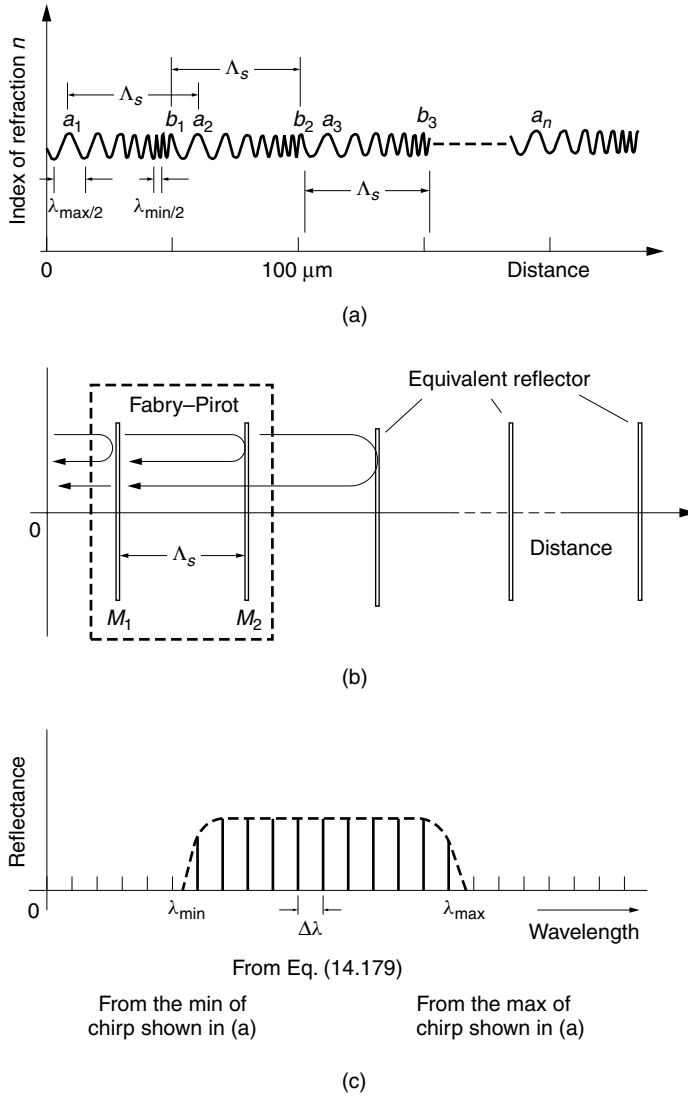 Index of refraction n
Λs
Λs
a1
b1 a2
b2 a3
b3
an
λmax/2
λmin/2
Λs
0
100 μm
Distance
(a)
Equivalent reflector
Fabry–Pirot
0
Λs
Distance
M1
M2
(b)
Reflectance
0
λmin
λmax
Δλ
Wavelength
From Eq. (14.179)
From the min of
chirp shown in (a)
From the max of
chirp shown in (a)
(c)